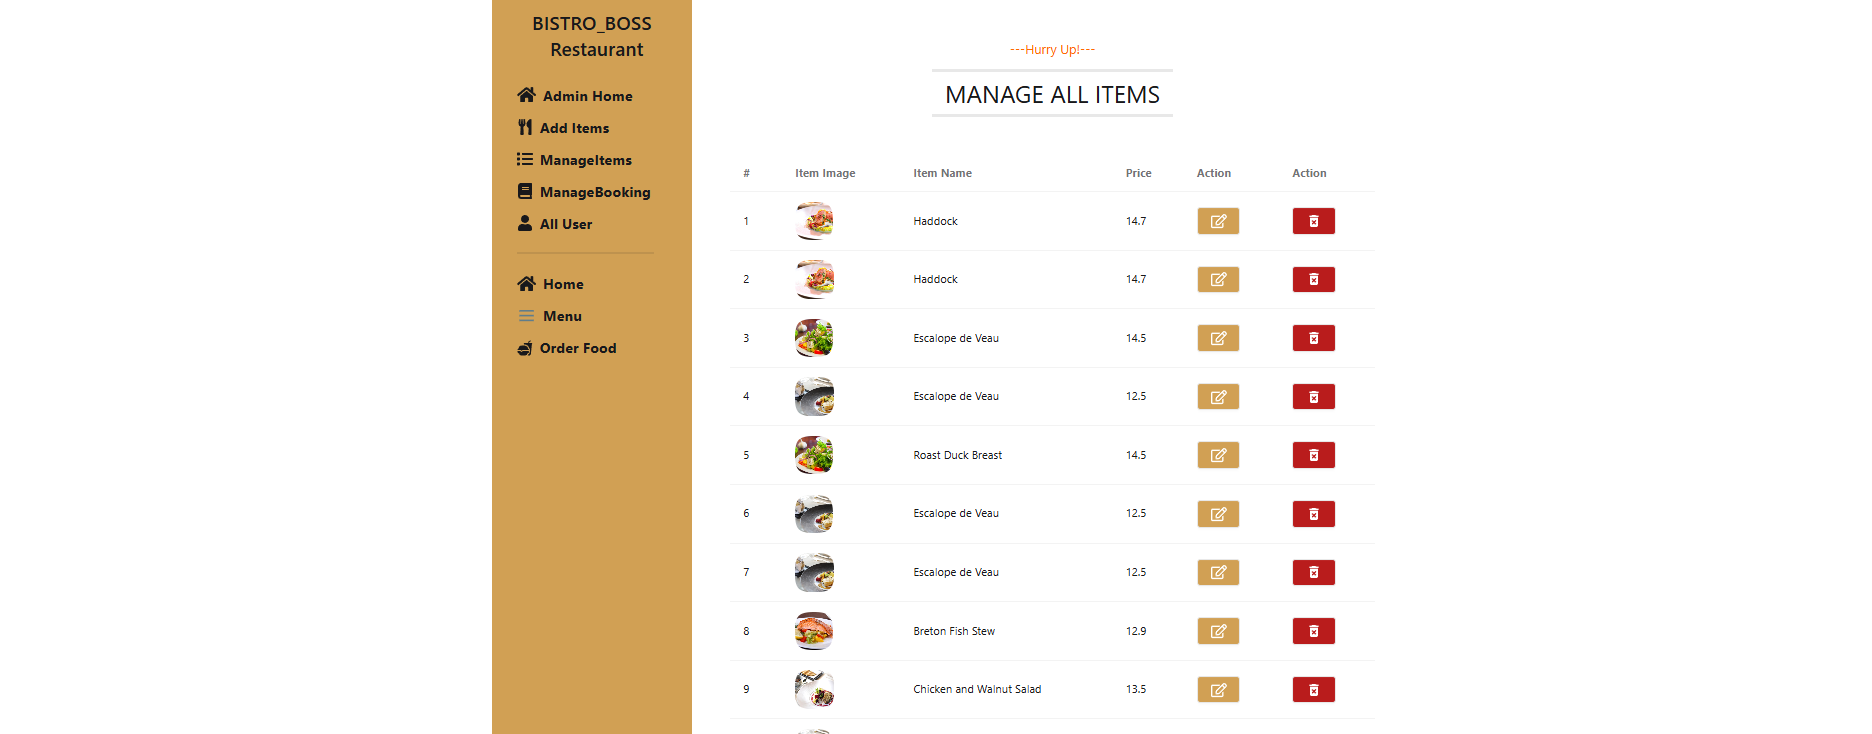 BISTRO_BOSS
Restaurant
Admin Home
Add Items
ManageItems
ManageBooking
All User
Home
Menu
Order Food
---Hurry Up!---
MANAGE ALL ITEMS
# Item Image Item Name Price Action Action
1 Haddock 14.7
2 Haddock 14.7
3 Escalope de Veau 14.5
4 Escalope de Veau 12.5
5 Roast Duck Breast 14.5
6 Escalope de Veau 12.5
7 Escalope de Veau 12.5
8 Breton Fish Stew 12.9
9 Chicken and Walnut Salad 13.5